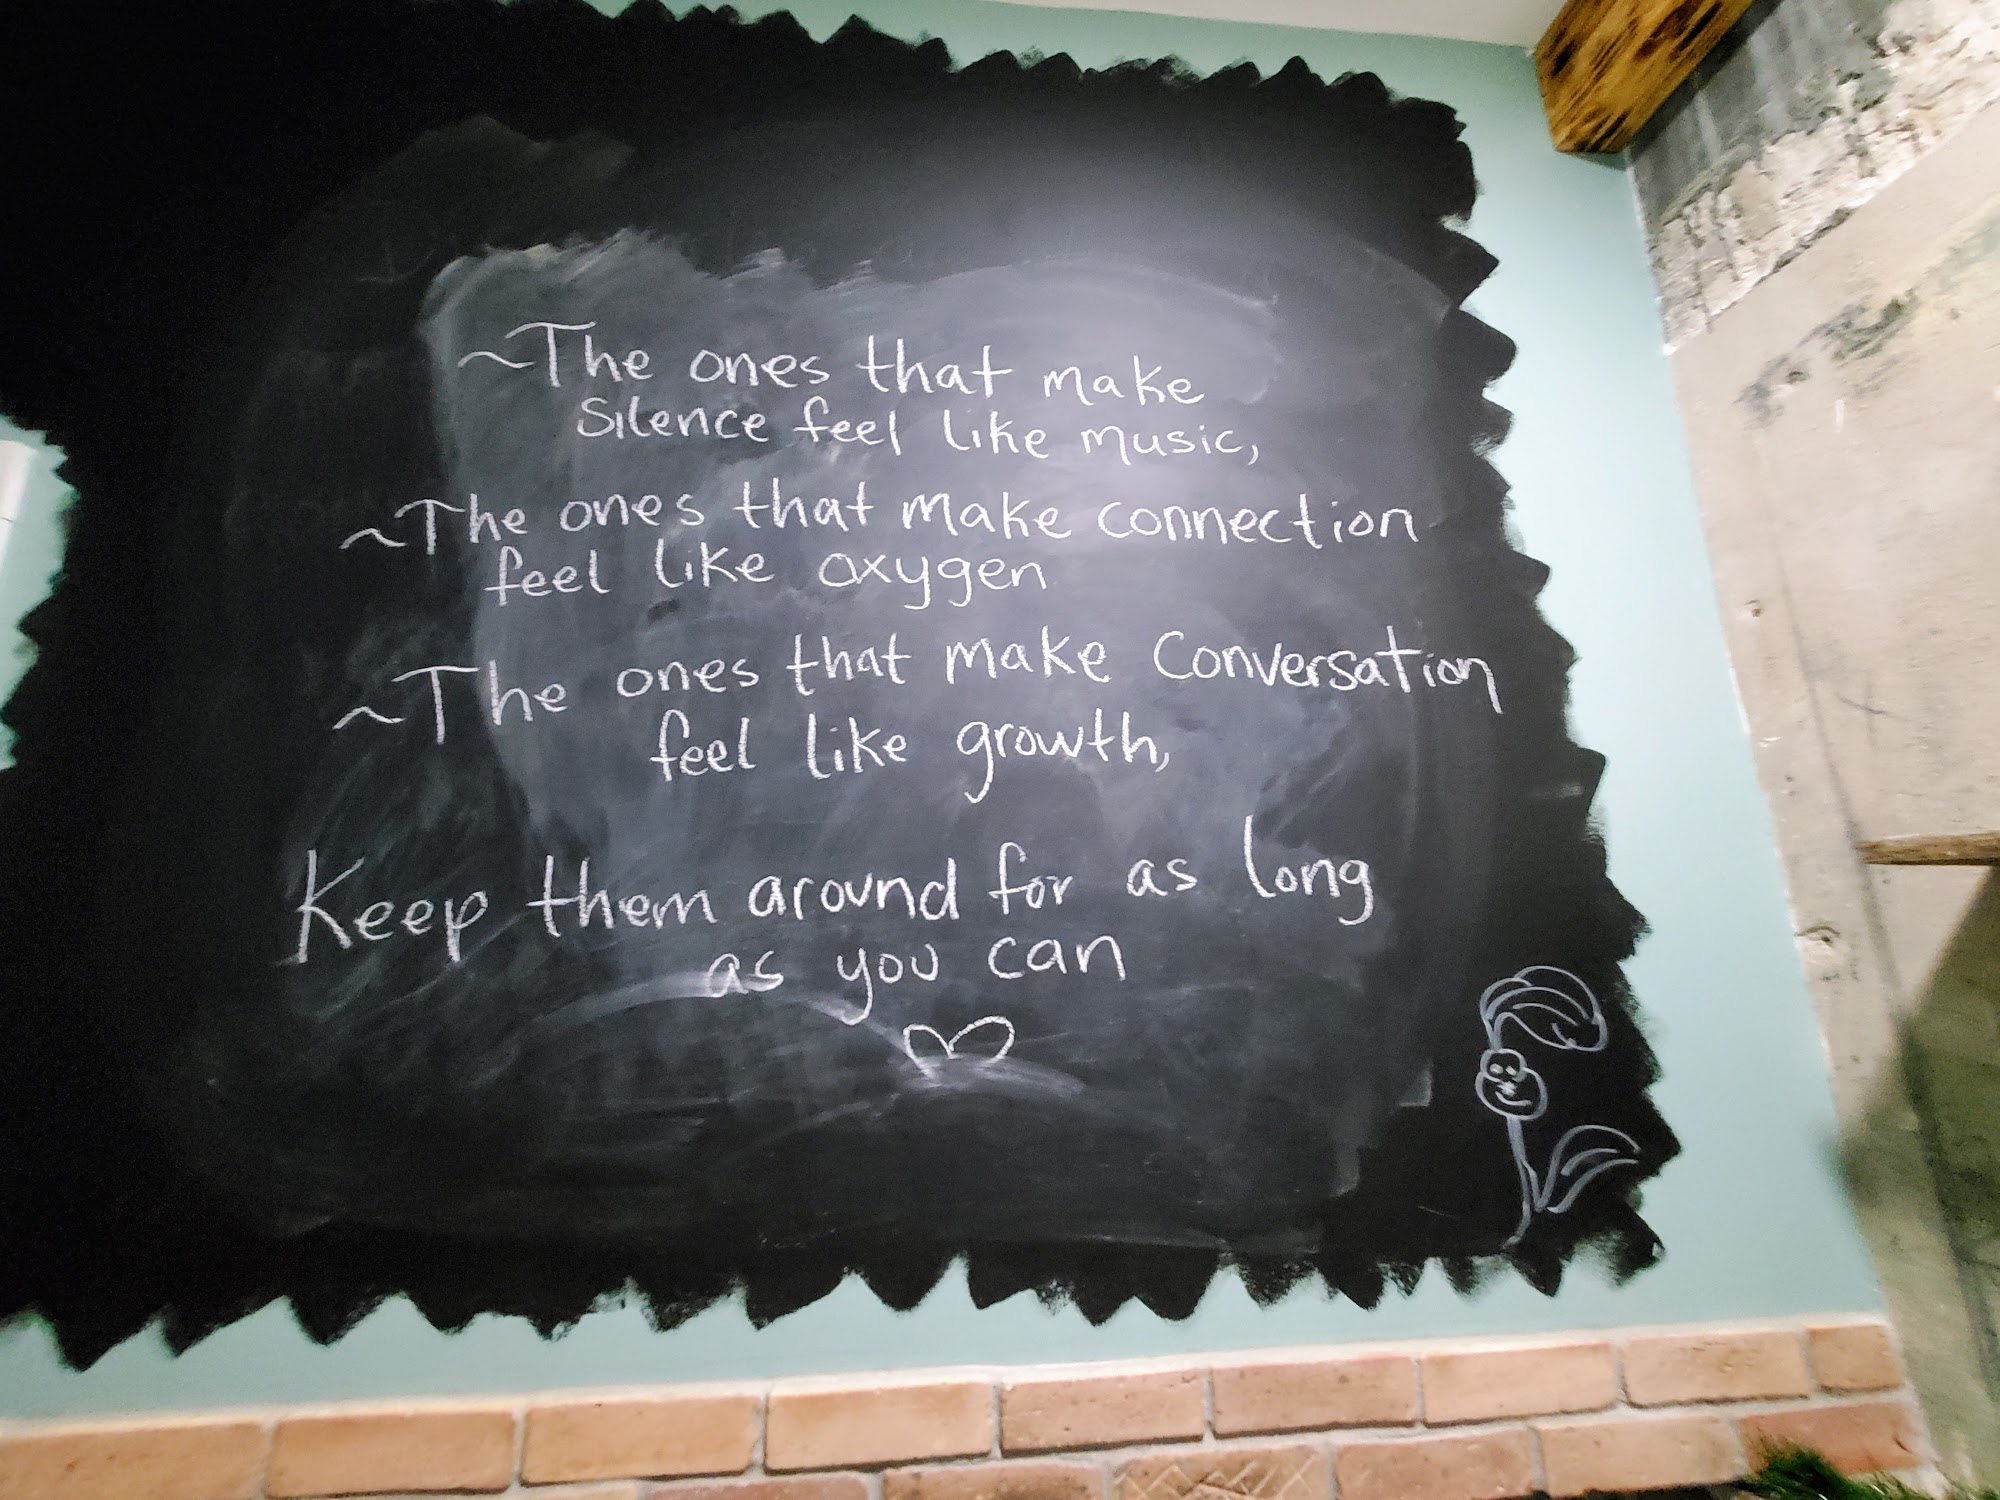 ~The ones that make
Silence feel like music,
~The ones that make connection
feel like oxygen
~The ones that make Conversation
feel like growth,
Keep them around for as long
as you can